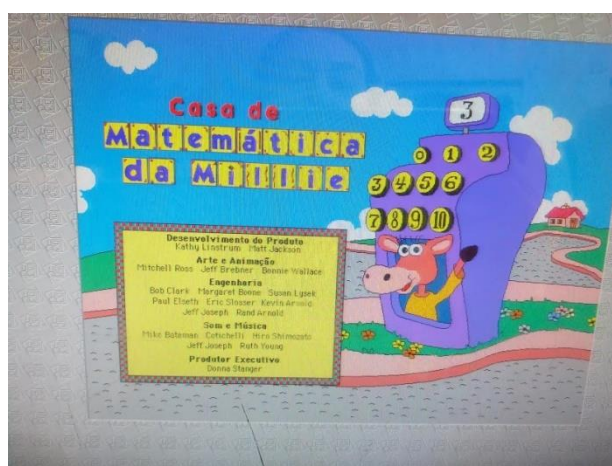 Casa de
Matemática
da Millie
3
0 1 2
3 4 5 6
7 8 9 10
Desenvolvimento do Produto
Kathy Lisstrum Matt Jackson
Arte e Animação
Mitchell Ross Jeff Brebner Bonnie Wallace
Engenharia
Bob Clark Margaret Boene Susan Lysek
Paul Elseth Eric Slosser Kevin Arnold
Jeff Joseph Rand Arnold
Som e Música
Mike Bateman Cotichelli Hiro Shimozato
Jeff Joseph Ruth Young
Produtor Executivo
Donna Stanger